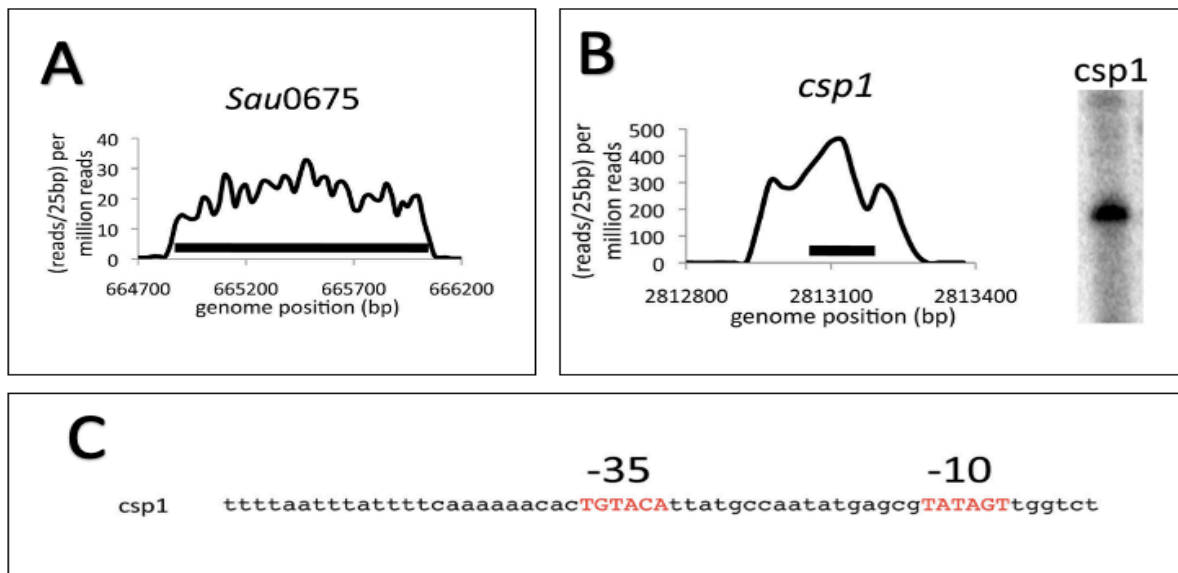 A
Sau0675
(reads/25bp) per
million reads
40
30
20
10
0
664700 665200 665700 666200
genome position (bp)
B
csp1
(reads/25bp) per
million reads
500
400
300
200
100
0
2812800 2813100 2813400
genome position (bp)
csp1
C
-35 -10
csp1 ttttaatttattttcaaaaaacacTGTACAttatgccaatatgagcgTATAGTtggtct